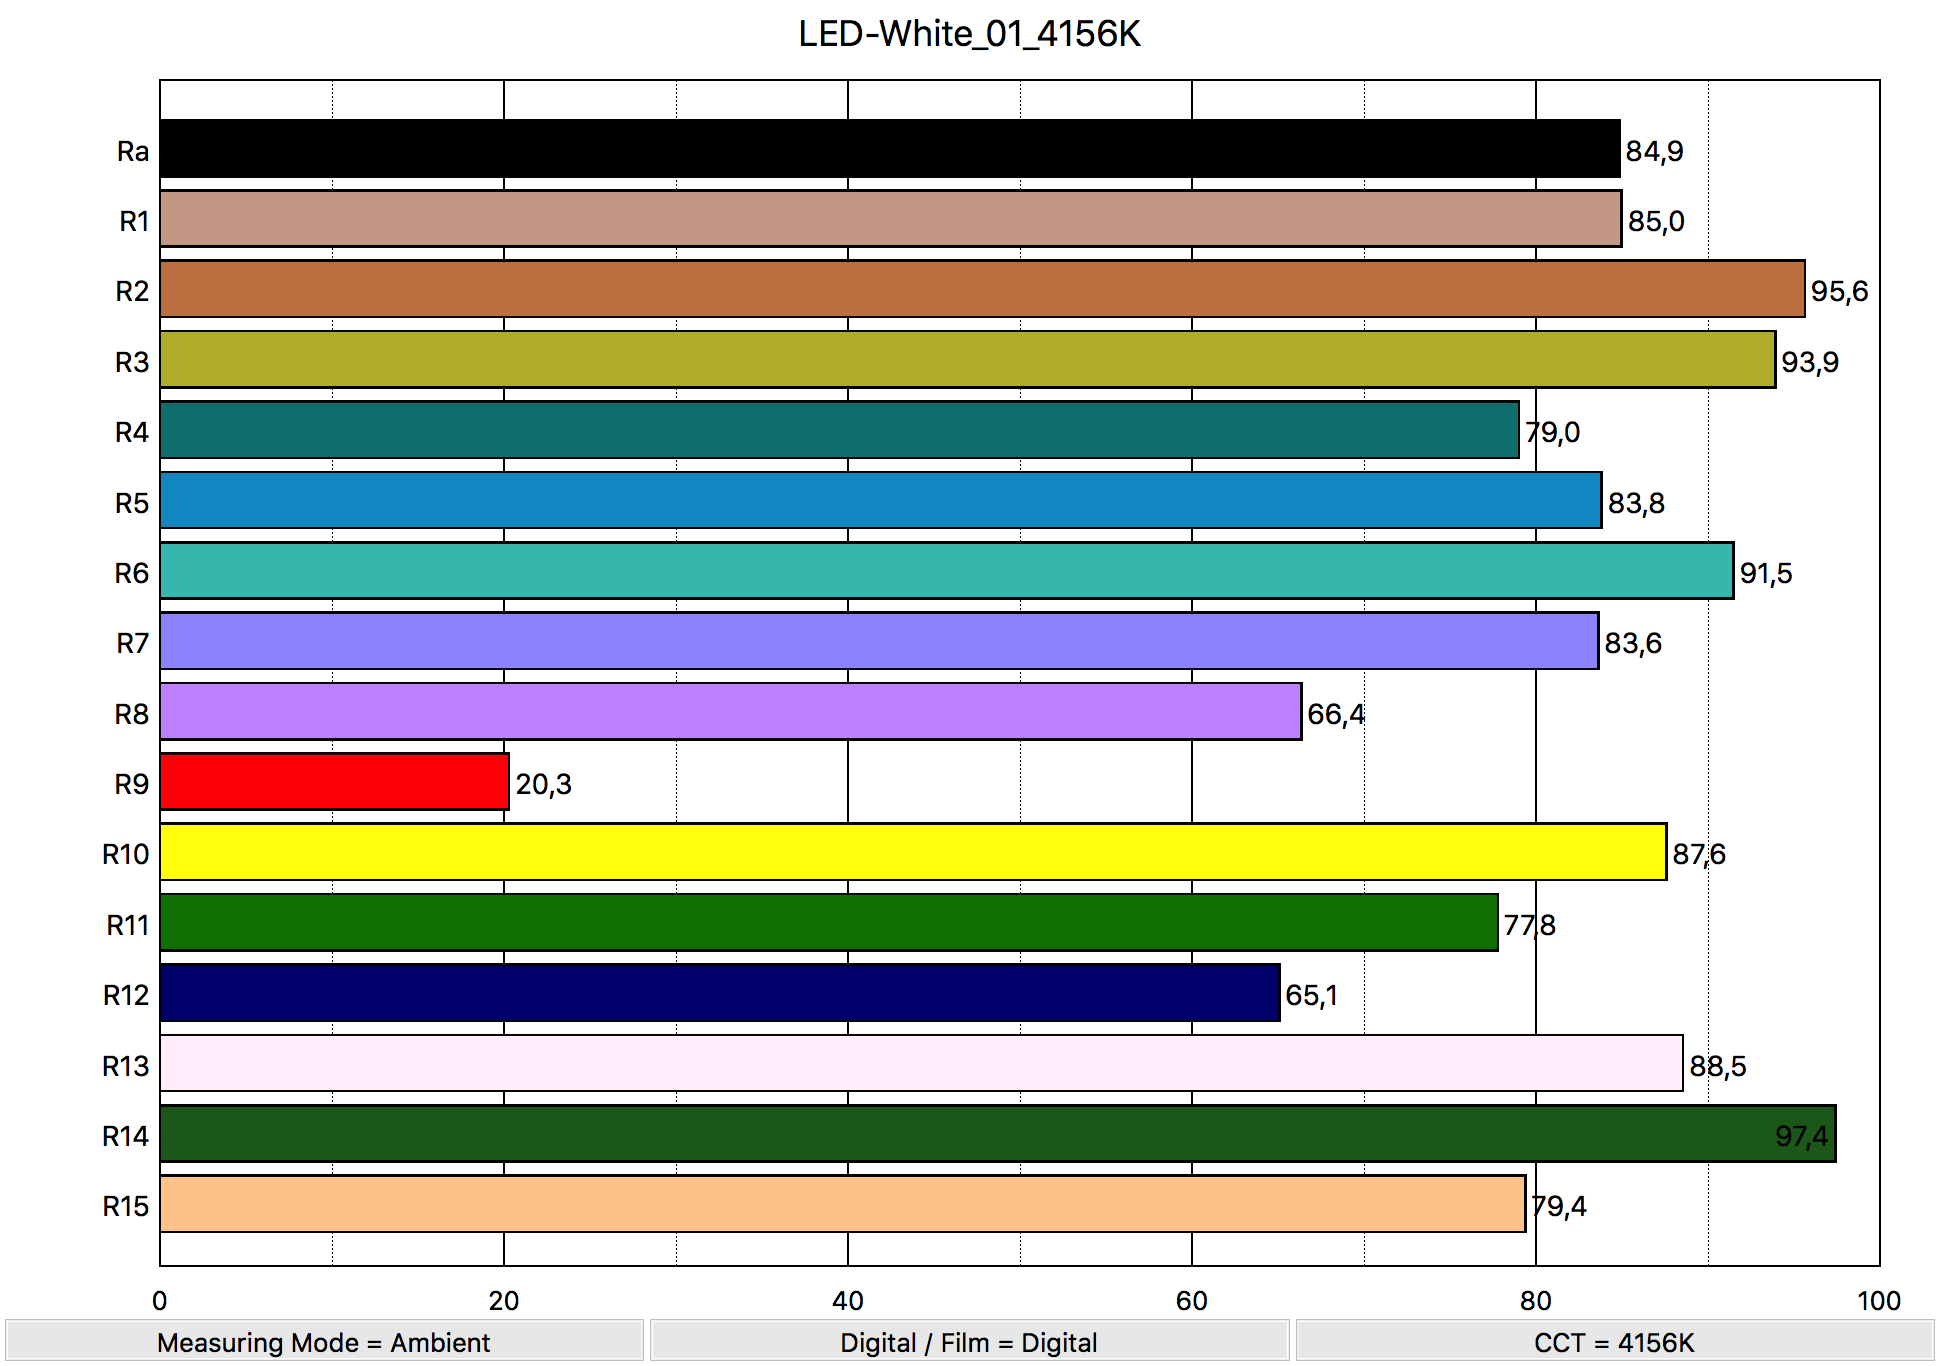 LED-White_01_4156K
Ra 84,9
R1 85,0
R2 95,6
R3 93,9
R4 79,0
R5 83,8
R6 91,5
R7 83,6
R8 66,4
R9 20,3
R10 87,6
R11 77,8
R12 65,1
R13 88,5
R14 97,4
R15 79,4
0 20 40 60 80 100
Measuring Mode = Ambient Digital / Film = Digital CCT = 4156K